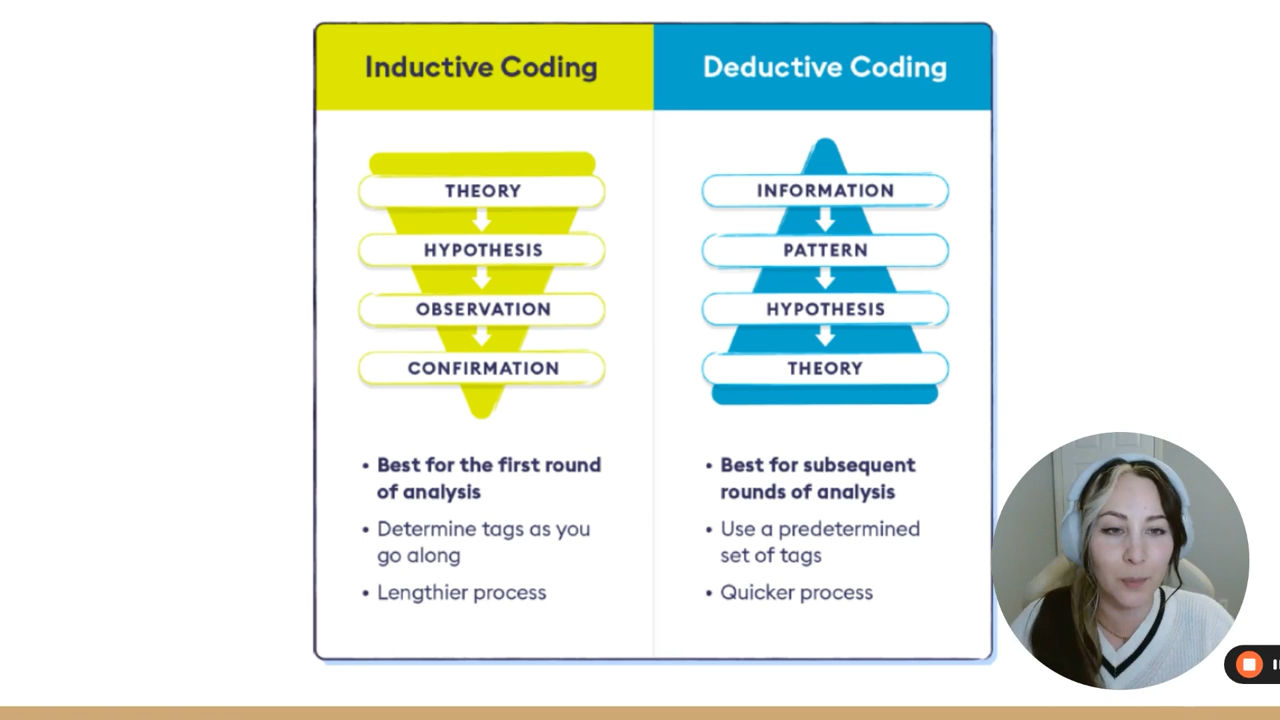 Inductive Coding
THEORY
HYPOTHESIS
OBSERVATION
CONFIRMATION
• Best for the first round
of analysis
• Determine tags as you
go along
• Lengthier process
Deductive Coding
INFORMATION
PATTERN
HYPOTHESIS
THEORY
• Best for subsequent
rounds of analysis
• Use a predetermined
set of tags
• Quicker process